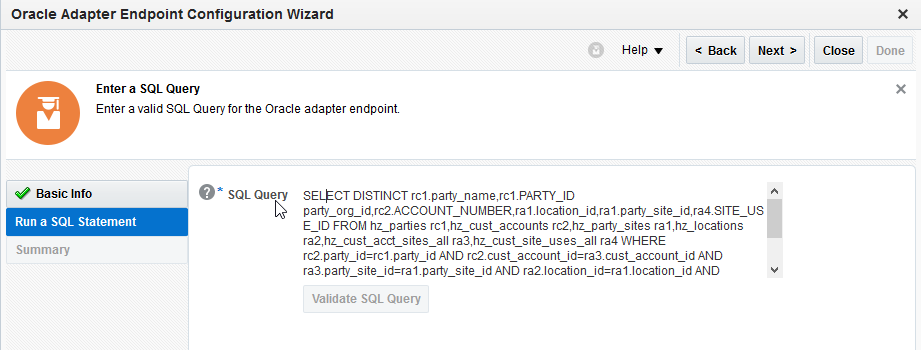 Oracle Adapter Endpoint Configuration Wizard
Help
< Back
Next >
Close
Done
Enter a SQL Query
Enter a valid SQL Query for the Oracle adapter endpoint.
Basic Info
Run a SQL Statement
Summary
? * SQL Query
SELECT DISTINCT rc1.party_name,rc1.PARTY_ID
party_org_id,rc2.ACCOUNT_NUMBER,ra1.location_id,ra1.party_site_id,ra4.SITE_US
E_ID FROM hz_parties rc1,hz_cust_accounts rc2,hz_party_sites ra1,hz_locations
ra2,hz_cust_acct_sites_all ra3,hz_cust_site_uses_all ra4 WHERE
rc2.party_id=rc1.party_id AND rc2.cust_account_id=ra3.cust_account_id AND
ra3.party_site_id=ra1.party_site_id AND ra2.location_id=ra1.location_id AND
Validate SQL Query